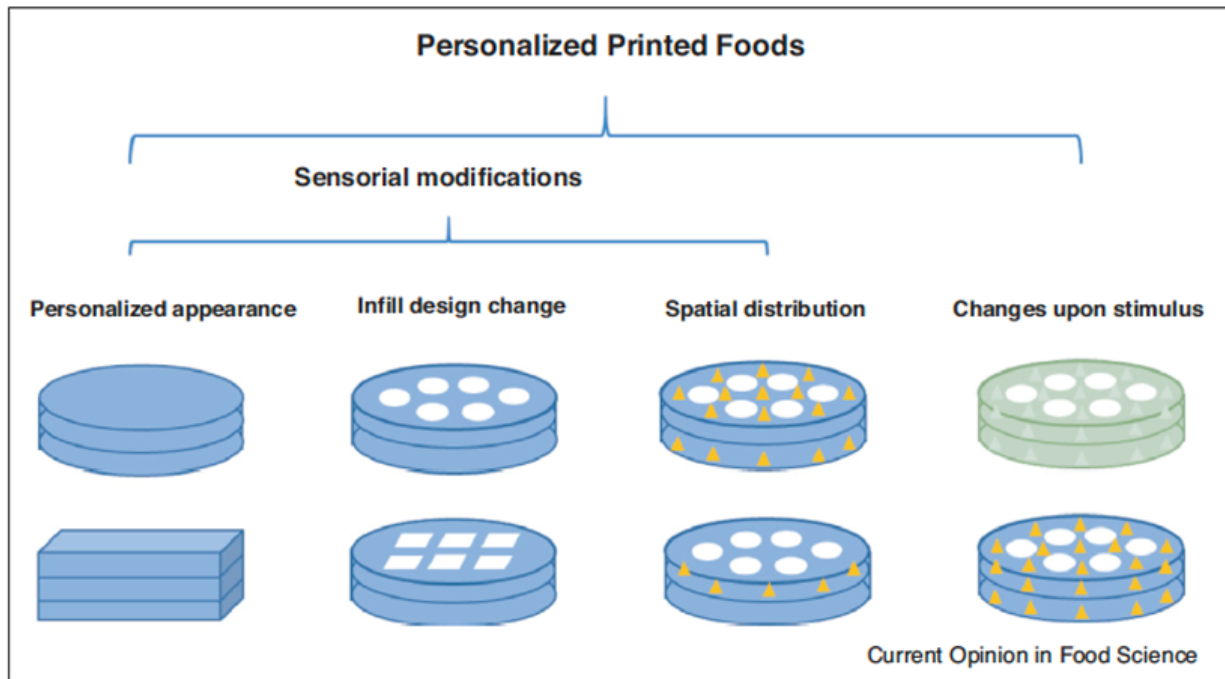 Personalized Printed Foods
Sensorial modifications
Personalized appearance
Infill design change
Spatial distribution
Changes upon stimulus
Current Opinion in Food Science